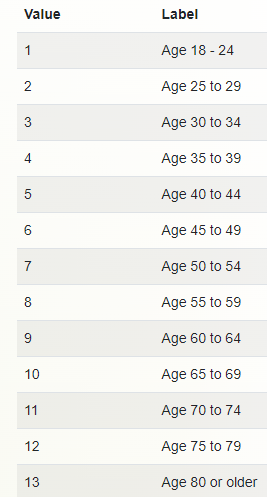 Value Label
1 Age 18 - 24
2 Age 25 to 29
3 Age 30 to 34
4 Age 35 to 39
5 Age 40 to 44
6 Age 45 to 49
7 Age 50 to 54
8 Age 55 to 59
9 Age 60 to 64
10 Age 65 to 69
11 Age 70 to 74
12 Age 75 to 79
13 Age 80 or older